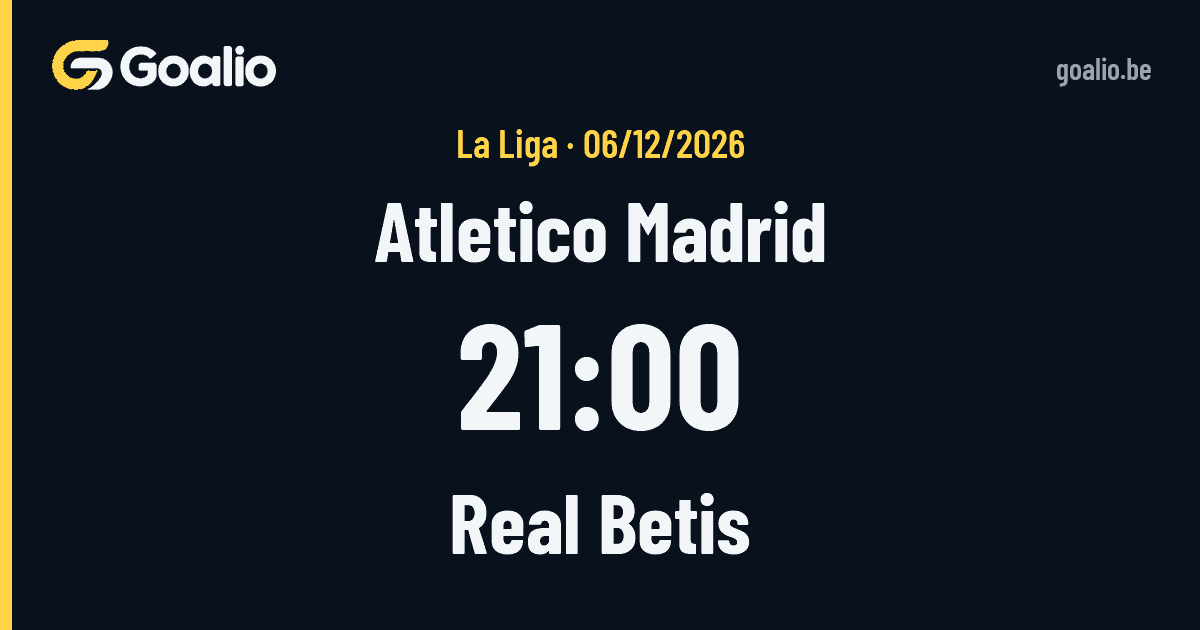 Goalio
goalio.be
La Liga · 06/12/2026
Atletico Madrid
21:00
Real Betis